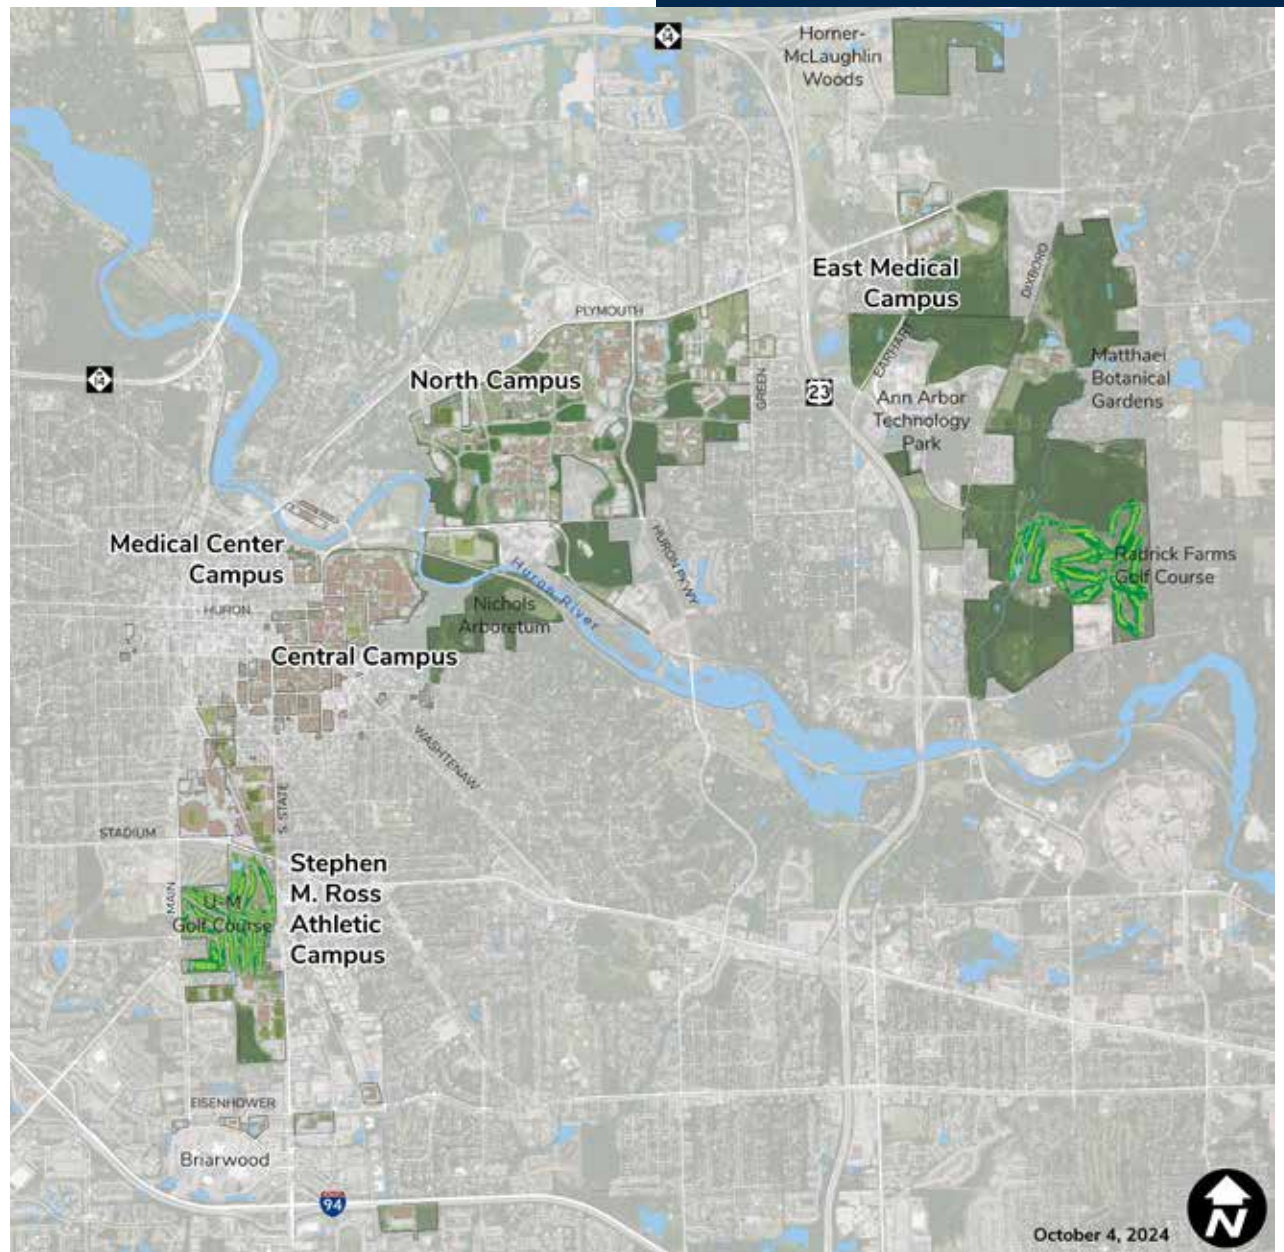 14
Horner-
McLaughlin
Woods
East Medical
Campus
DIXBORO
PLYMOUTH
EARHART
Matthaei
Botanical
Gardens
14
North Campus
GREEN
23
Ann Arbor
Technology
Park
Medical Center
Campus
HURON PKWY
Radrick Farms
Golf Course
Huron River
HURON
Nichols
Arboretum
Central Campus
WASHTENAW
S. STATE
STADIUM
Stephen
M. Ross
Athletic
Campus
MAIN
U-M
Golf Course
EISENHOWER
Briarwood
94
N
October 4, 2024